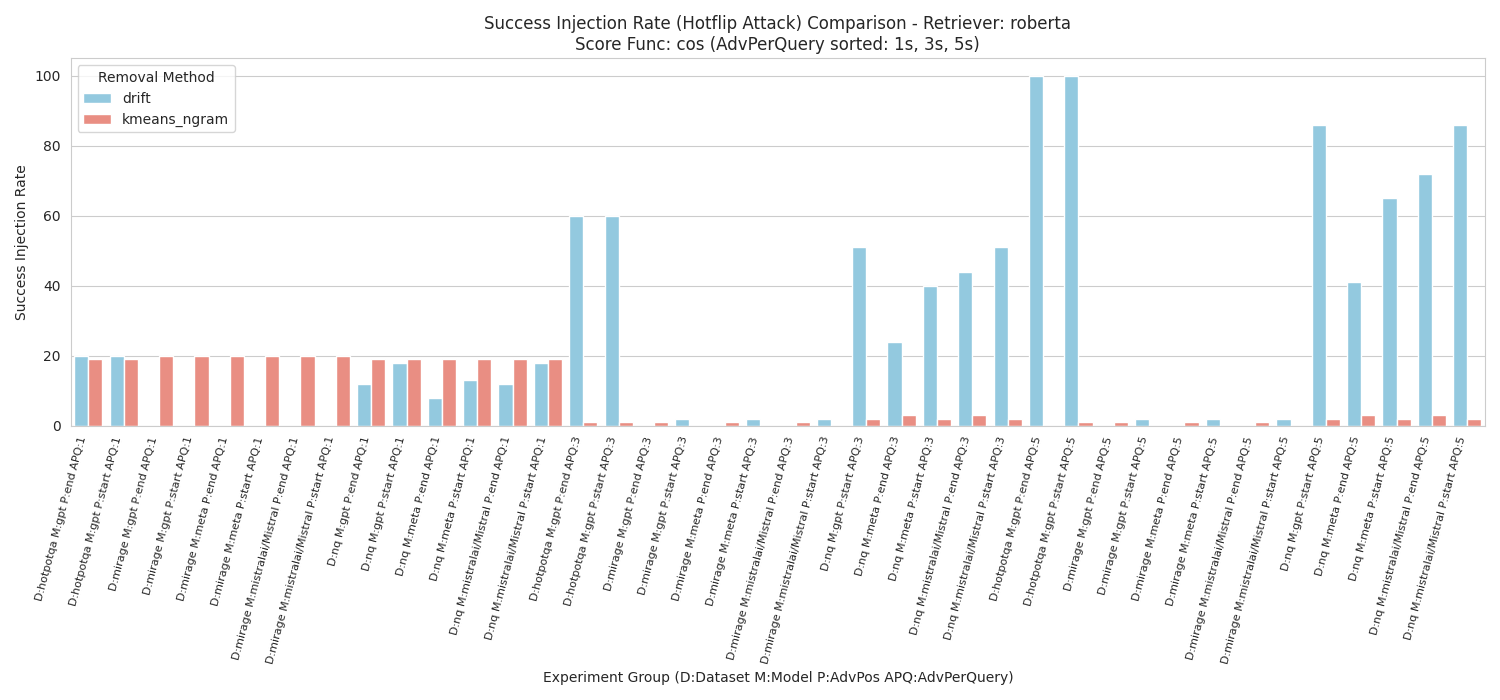 Success Injection Rate (Hotflip Attack) Comparison - Retriever: roberta
Score Func: cos (AdvPerQuery sorted: 1s, 3s, 5s)
Removal Method
drift
kmeans_ngram
Success Injection Rate
100
80
60
40
20
0
D:hotpotqa M:gpt P:end APQ:1
D:hotpotqa M:gpt P:start APQ:1
D:mirage M:gpt P:end APQ:1
D:mirage M:gpt P:start APQ:1
D:mirage M:meta P:end APQ:1
D:mirage M:meta P:start APQ:1
D:mirage M:mistralai/Mistral P:end APQ:1
D:mirage M:mistralai/Mistral P:start APQ:1
D:nq M:gpt P:end APQ:1
D:nq M:gpt P:start APQ:1
D:nq M:meta P:end APQ:1
D:nq M:meta P:start APQ:1
D:nq M:mistralai/Mistral P:end APQ:1
D:nq M:mistralai/Mistral P:start APQ:1
D:hotpotqa M:gpt P:end APQ:3
D:hotpotqa M:gpt P:start APQ:3
D:mirage M:gpt P:end APQ:3
D:mirage M:gpt P:start APQ:3
D:mirage M:meta P:end APQ:3
D:mirage M:meta P:start APQ:3
D:mirage M:mistralai/Mistral P:end APQ:3
D:mirage M:mistralai/Mistral P:start APQ:3
D:nq M:gpt P:start APQ:3
D:nq M:meta P:end APQ:3
D:nq M:meta P:start APQ:3
D:nq M:mistralai/Mistral P:end APQ:3
D:nq M:mistralai/Mistral P:start APQ:3
D:hotpotqa M:gpt P:end APQ:5
D:hotpotqa M:gpt P:start APQ:5
D:mirage M:gpt P:end APQ:5
D:mirage M:gpt P:start APQ:5
D:mirage M:meta P:end APQ:5
D:mirage M:meta P:start APQ:5
D:mirage M:mistralai/Mistral P:end APQ:5
D:mirage M:mistralai/Mistral P:start APQ:5
D:nq M:gpt P:start APQ:5
D:nq M:meta P:end APQ:5
D:nq M:meta P:start APQ:5
D:nq M:mistralai/Mistral P:end APQ:5
D:nq M:mistralai/Mistral P:start APQ:5
Experiment Group (D:Dataset M:Model P:AdvPos APQ:AdvPerQuery)